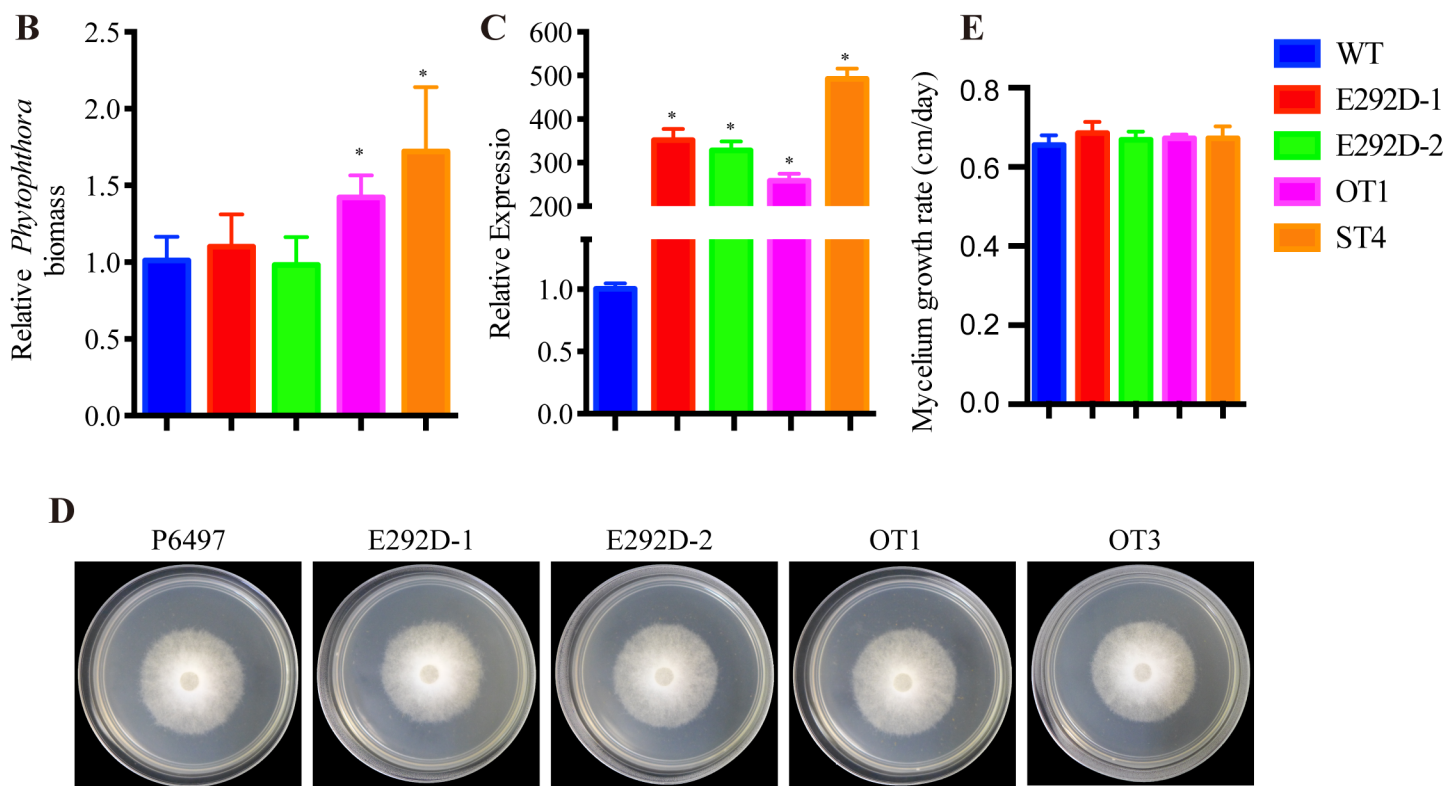 B
Relative Phytophthora
biomass
2.5
2.0
1.5
1.0
0.5
0.0
*
*
C
Relative Expressio
600
500
400
300
200
1.0
0.5
0.0
*
*
*
*
E
Mycelium growth rate (cm/day)
0.8
0.6
0.4
0.2
0.0
WT
E292D-1
E292D-2
OT1
ST4
D
P6497
E292D-1
E292D-2
OT1
OT3